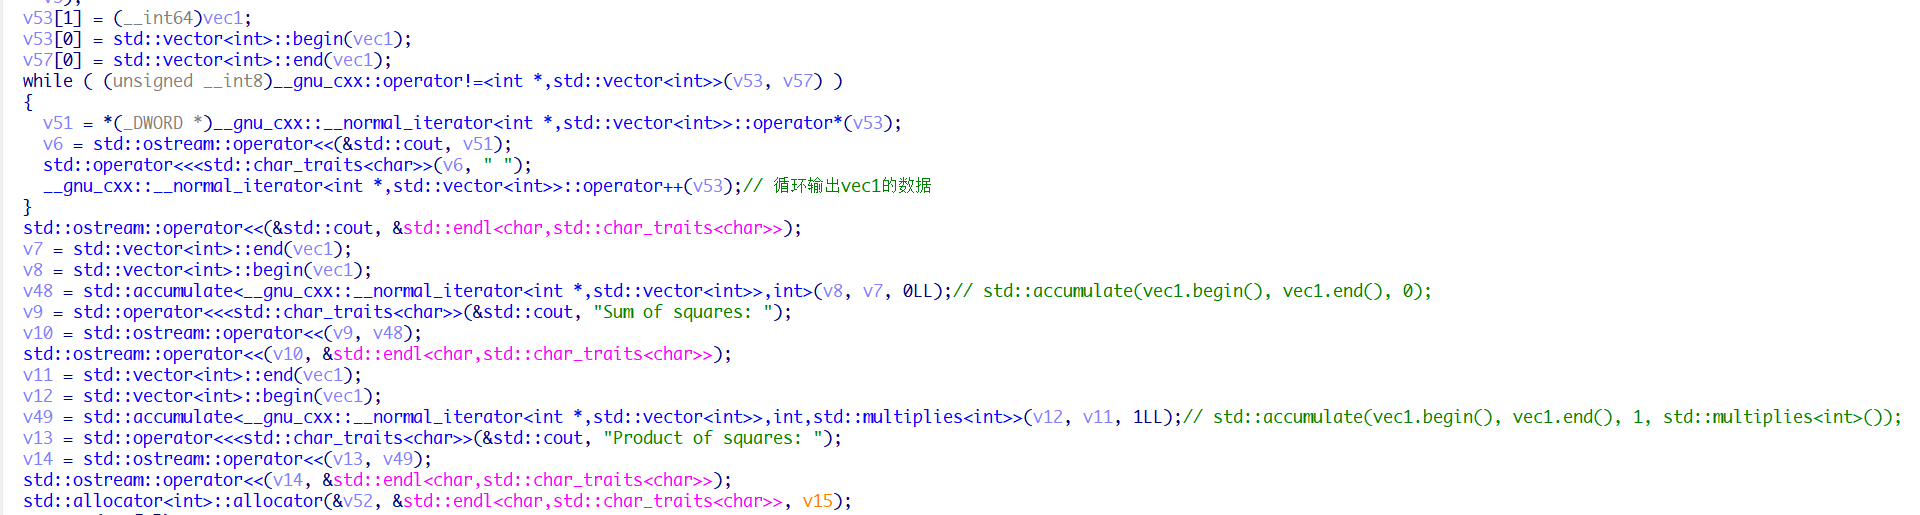 v53[1] = (__int64)vec1;
v53[0] = std::vector<int>::begin(vec1);
v57[0] = std::vector<int>::end(vec1);
while ( (unsigned __int8)__gnu_cxx::operator!=<int *,std::vector<int>>(v53, v57) )
{
v51 = *(_DWORD *)__gnu_cxx::__normal_iterator<int *,std::vector<int>>::operator*(v53);
v6 = std::ostream::operator<<(&std::cout, v51);
std::operator<<<std::char_traits<char>>(v6, " ");
__gnu_cxx::__normal_iterator<int *,std::vector<int>>::operator++(v53);// 循环输出vec1的数据
}
std::ostream::operator<<(&std::cout, &std::endl<char,std::char_traits<char>>);
v7 = std::vector<int>::end(vec1);
v8 = std::vector<int>::begin(vec1);
v48 = std::accumulate<__gnu_cxx::__normal_iterator<int *,std::vector<int>>,int>(v8, v7, 0LL);// std::accumulate(vec1.begin(), vec1.end(), 0);
v9 = std::operator<<<std::char_traits<char>>(&std::cout, "Sum of squares: ");
v10 = std::ostream::operator<<(v9, v48);
std::ostream::operator<<(v10, &std::endl<char,std::char_traits<char>>);
v11 = std::vector<int>::end(vec1);
v12 = std::vector<int>::begin(vec1);
v49 = std::accumulate<__gnu_cxx::__normal_iterator<int *,std::vector<int>>,int,std::multiplies<int>>(v12, v11, 1LL);// std::accumulate(vec1.begin(), vec1.end(), 1, std::multiplies<int>());
v13 = std::operator<<<std::char_traits<char>>(&std::cout, "Product of squares: ");
v14 = std::ostream::operator<<(v13, v49);
std::ostream::operator<<(v14, &std::endl<char,std::char_traits<char>>);
std::allocator<int>::allocator(&v52, &std::endl<char,std::char_traits<char>>, v15);